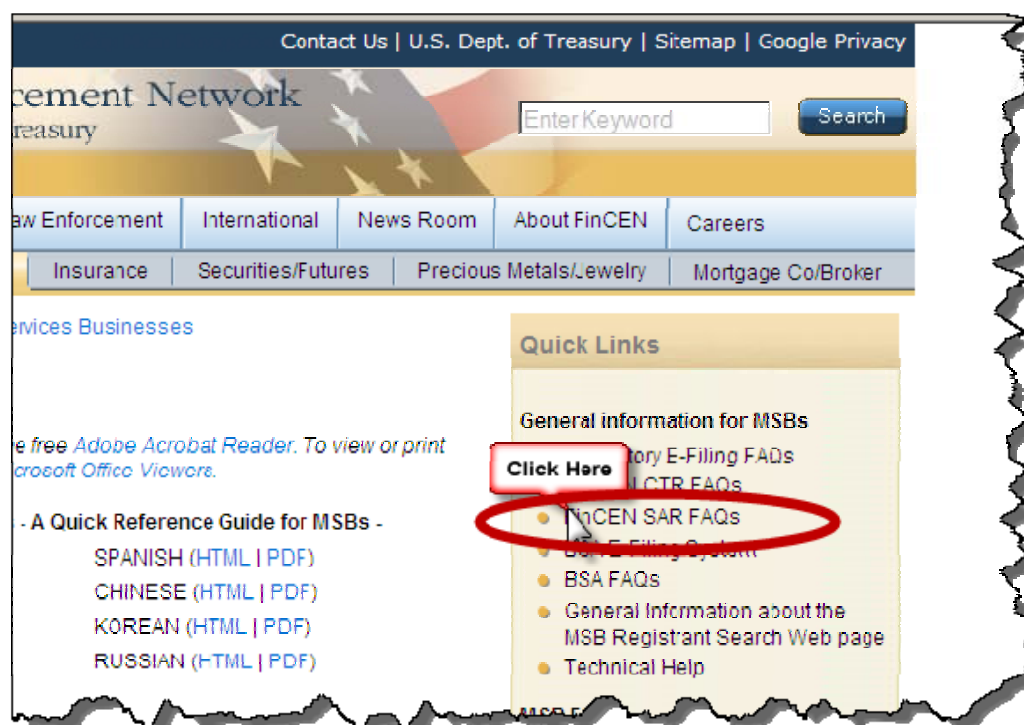 Contact Us | U.S. Dept. of Treasury | Sitemap | Google Privacy
cement Network
reasury
Enter Keyword
Search
aw Enforcement
International
News Room
About FinCEN
Careers
Insurance
Securities/Futures
Precious Metals/Jewelry
Mortgage Co/Broker
ervices Businesses
e free Adobe Acrobat Reader. To view or print
crosoft Office Viewers.
- A Quick Reference Guide for MSBs -
SPANISH (HTML | PDF)
CHINESE (HTML | PDF)
KOREAN (HTML | PDF)
RUSSIAN (HTML | PDF)
Quick Links
General information for MSBs
tory E-Filing FAQs
Click Here
CTR FAQs
FinCEN SAR FAQs
BSA E-Filing System
BSA FAQs
General Information about the
MSB Registrant Search Web page
Technical Help